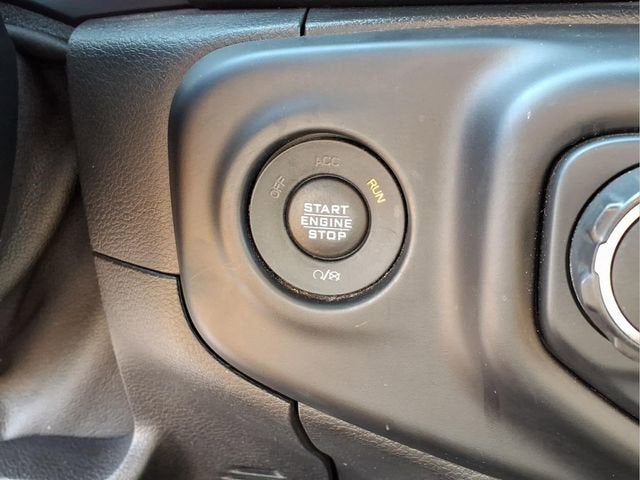 OFF
ACC
RUN
START
ENGINE
STOP